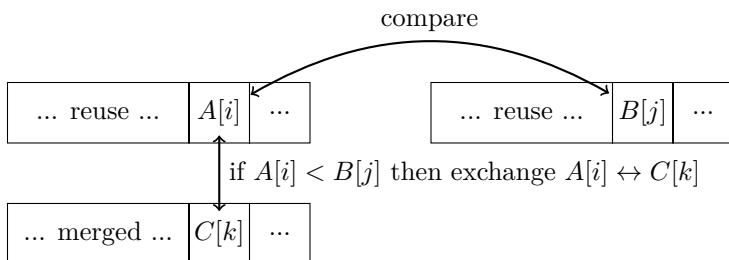 compare
... reuse ... A[i] ... ... reuse ... B[j] ...
if A[i] < B[j] then exchange A[i] ↔ C[k]
... merged ... C[k] ...